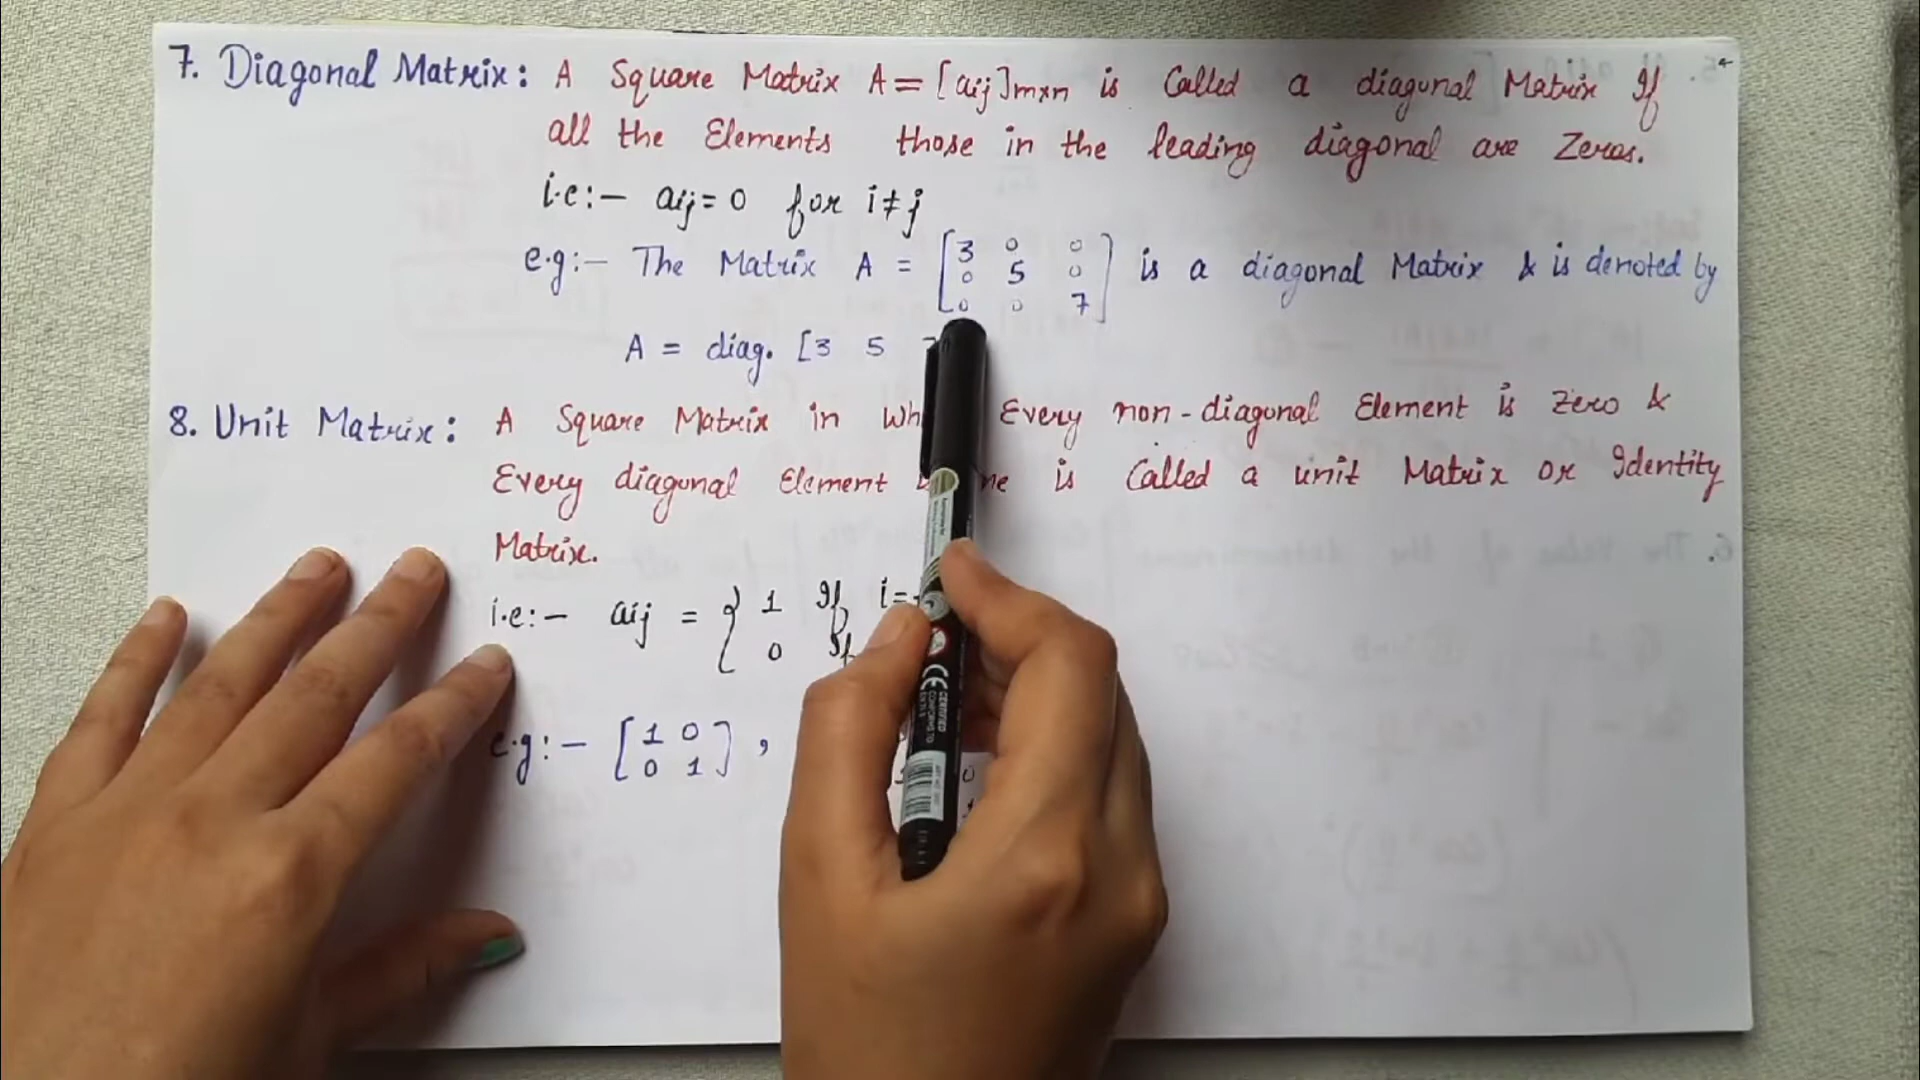 7. Diagonal Matrix: A Square Matrix A = [aij]mxn is Called a diagonal Matrix If
all the Elements those in the leading diagonal are Zeros.
i.e:- aij = 0 for i ≠ j
e.g:- The Matrix A = [3 0 0
0 5 0
0 0 7] is a diagonal Matrix & is denoted by
A = diag. [3 5
8. Unit Matrix: A Square Matrix in Every non-diagonal Element is Zero &
Every diagonal Element is Called a unit Matrix or Identity
Matrix.
i.e:- aij = { 1 If i=
0 If
e.g:- [1 0
0 1],
CE
CERTIFIED